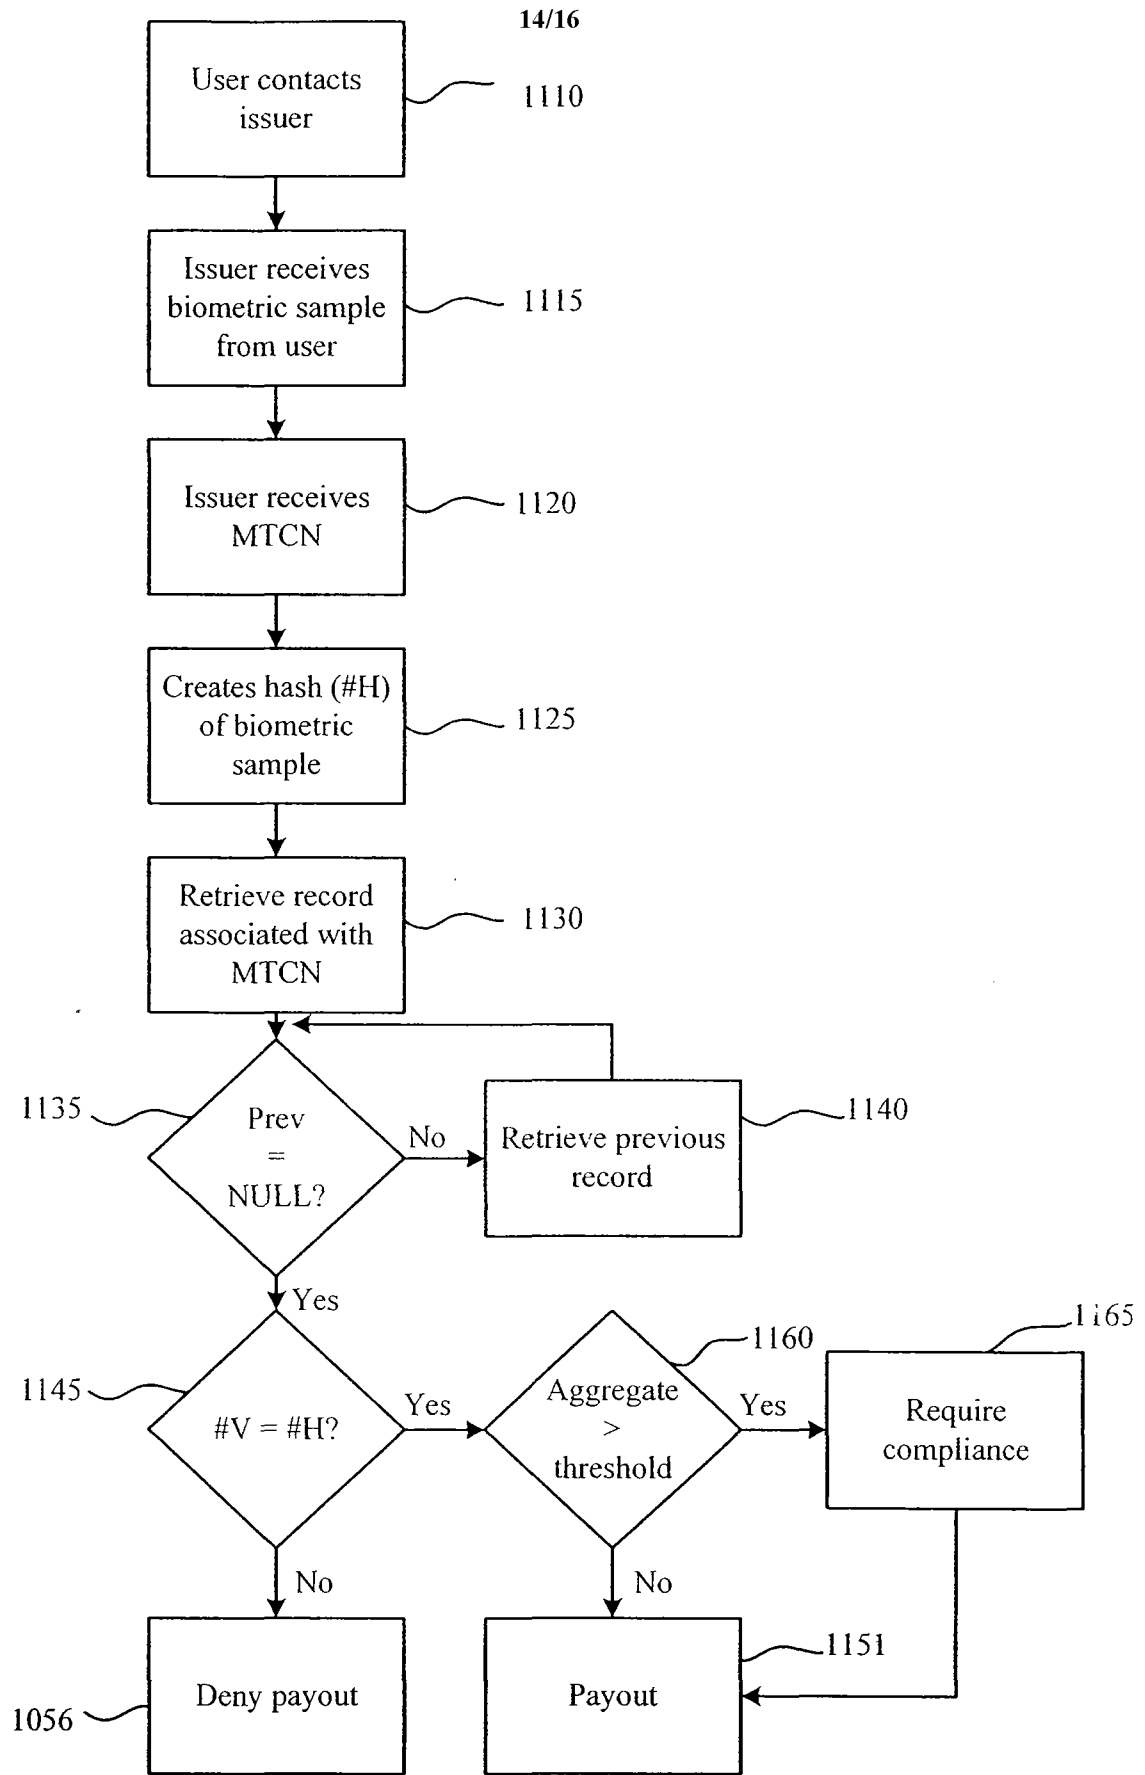 14/16
User contacts
issuer
1110
Issuer receives
biometric sample
from user
1115
Issuer receives
MTCN
1120
Creates hash (#H)
of biometric
sample
1125
Retrieve record
associated with
MTCN
1130
1135
Prev
=
NULL?
No
Retrieve previous
record
1140
Yes
1145
#V = #H?
Yes
Aggregate
>
threshold
1160
Yes
Require
compliance
1165
No
No
Deny payout
1056
Payout
1151